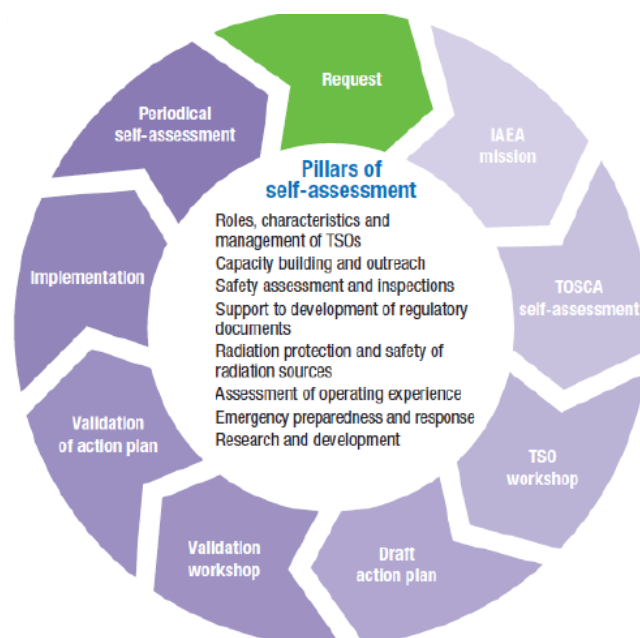 Request
IAEA
mission
TOSCA
self-assessment
TSO
workshop
Draft
action plan
Validation
workshop
Validation
of action plan
Implementation
Periodical
self-assessment
Pillars of
self-assessment
Roles, characteristics and
management of TSOs
Capacity building and outreach
Safety assessment and inspections
Support to development of regulatory
documents
Radiation protection and safety of
radiation sources
Assessment of operating experience
Emergency preparedness and response
Research and development